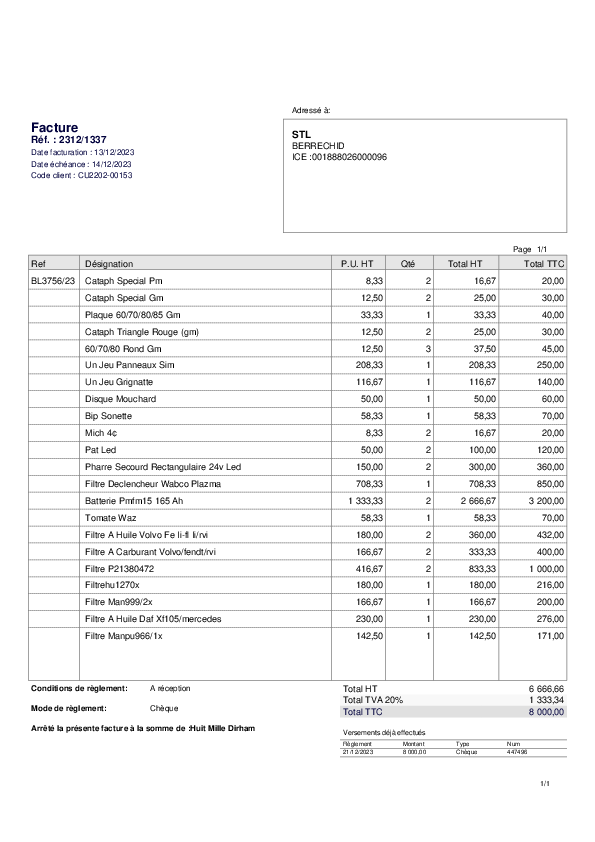 Adressé à:
Facture
Réf. : 2312/1337
Date facturation : 13/12/2023
Date échéance : 14/12/2023
Code client : CU2202-00153
STL
BERRECHID
ICE :001888026000096
Page 1/1
Ref Désignation P.U. HT Qté Total HT Total TTC
BL3756/23 Cataph Special Pm 8,33 2 16,67 20,00
Cataph Special Gm 12,50 2 25,00 30,00
Plaque 60/70/80/85 Gm 33,33 1 33,33 40,00
Cataph Triangle Rouge (gm) 12,50 2 25,00 30,00
60/70/80 Rond Gm 12,50 3 37,50 45,00
Un Jeu Panneaux Sim 208,33 1 208,33 250,00
Un Jeu Grignatte 116,67 1 116,67 140,00
Disque Mouchard 50,00 1 50,00 60,00
Bip Sonette 58,33 1 58,33 70,00
Mich 4¢ 8,33 2 16,67 20,00
Pat Led 50,00 2 100,00 120,00
Pharre Secourd Rectangulaire 24v Led 150,00 2 300,00 360,00
Filtre Declencheur Wabco Plazma 708,33 1 708,33 850,00
Batterie Pmfm15 165 Ah 1 333,33 2 2 666,67 3 200,00
Tomate Waz 58,33 1 58,33 70,00
Filtre A Huile Volvo Fe Ii-fl Ii/rvi 180,00 2 360,00 432,00
Filtre A Carburant Volvo/fendt/rvi 166,67 2 333,33 400,00
Filtre P21380472 416,67 2 833,33 1 000,00
Filtrehu1270x 180,00 1 180,00 216,00
Filtre Man999/2x 166,67 1 166,67 200,00
Filtre A Huile Daf Xf105/mercedes 230,00 1 230,00 276,00
Filtre Manpu966/1x 142,50 1 142,50 171,00
Conditions de règlement: A réception
Total HT 6 666,66
Total TVA 20% 1 333,34
Mode de règlement: Chèque
Total TTC 8 000,00
Arrêté la présente facture à la somme de :Huit Mille Dirham
Versements déjà effectués
Règlement Montant Type Num
21/12/2023 8 000,00 Chèque 447496
1/1